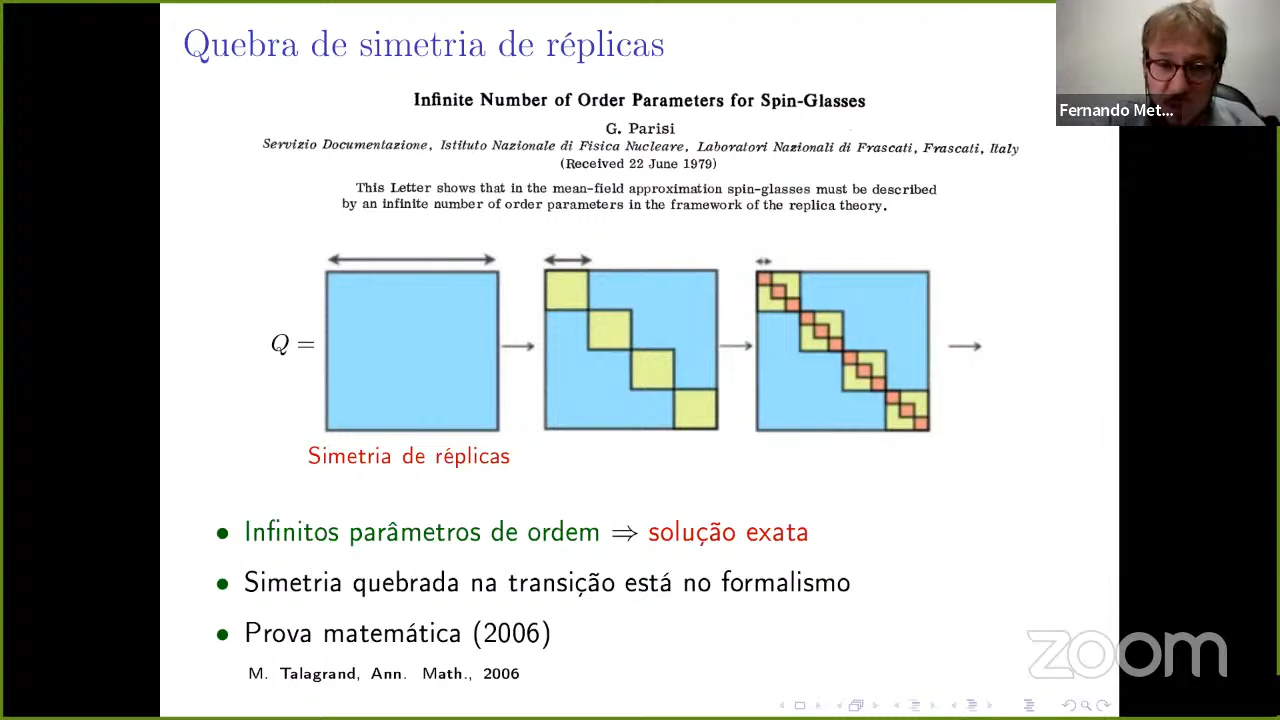 Quebra de simetria de réplicas
Fernando Met...
Infinite Number of Order Parameters for Spin-Glasses
G. Parisi
Servizio Documentazione, Istituto Nazionale di Fisica Nucleare, Laboratori Nazionali di Frascati, Frascati, Italy
(Received 22 June 1979)
This Letter shows that in the mean-field approximation spin-glasses must be described
by an infinite number of order parameters in the framework of the replica theory.
Q =
Simetria de réplicas
• Infinitos parâmetros de ordem ⇒ solução exata
• Simetria quebrada na transição está no formalismo
• Prova matemática (2006)
M. Talagrand, Ann. Math., 2006
zoom